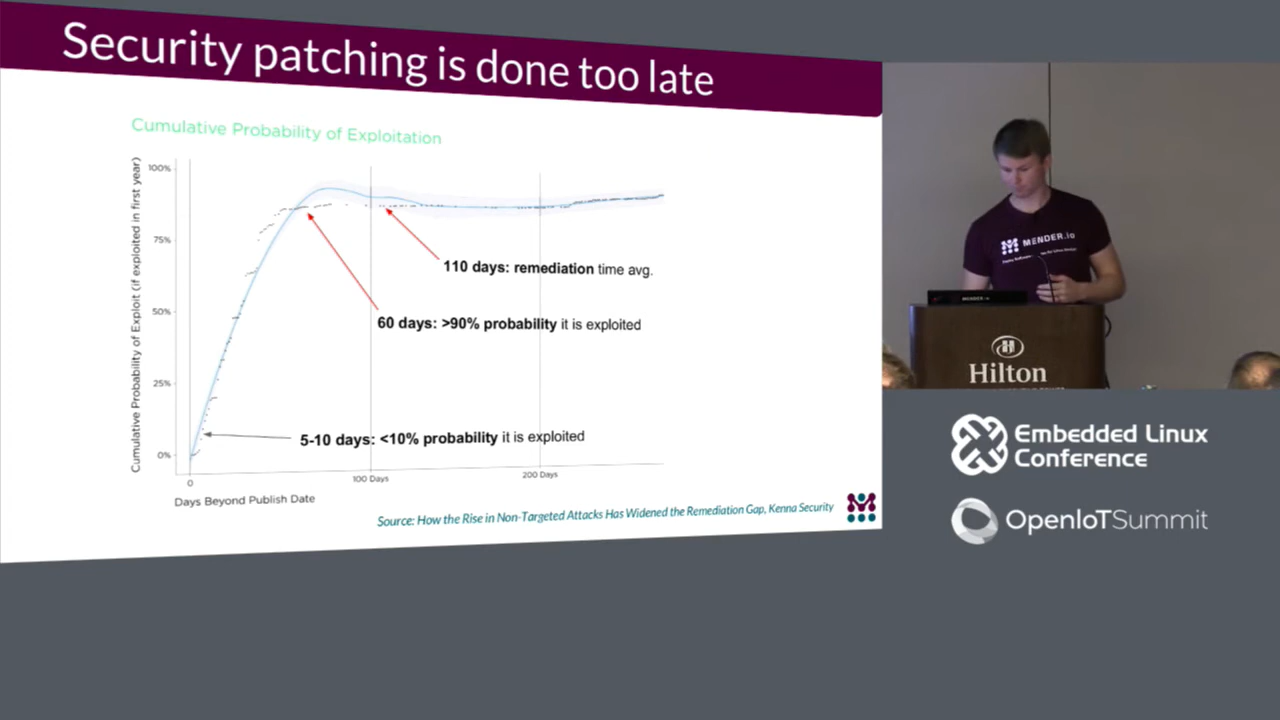 Security patching is done too late
Cumulative Probability of Exploitation
Cumulative Probability of Exploit (if exploited in first year)
100%
75%
50%
25%
0%
110 days: remediation time avg.
60 days: >90% probability it is exploited
5-10 days: <10% probability it is exploited
0
100 Days
200 Days
Days Beyond Publish Date
Source: How the Rise in Non-Targeted Attacks Has Widened the Remediation Gap, Kenna Security
MENDER.io
MENDER.io
Hilton
Embedded Linux
Conference
OpenIoTSummit